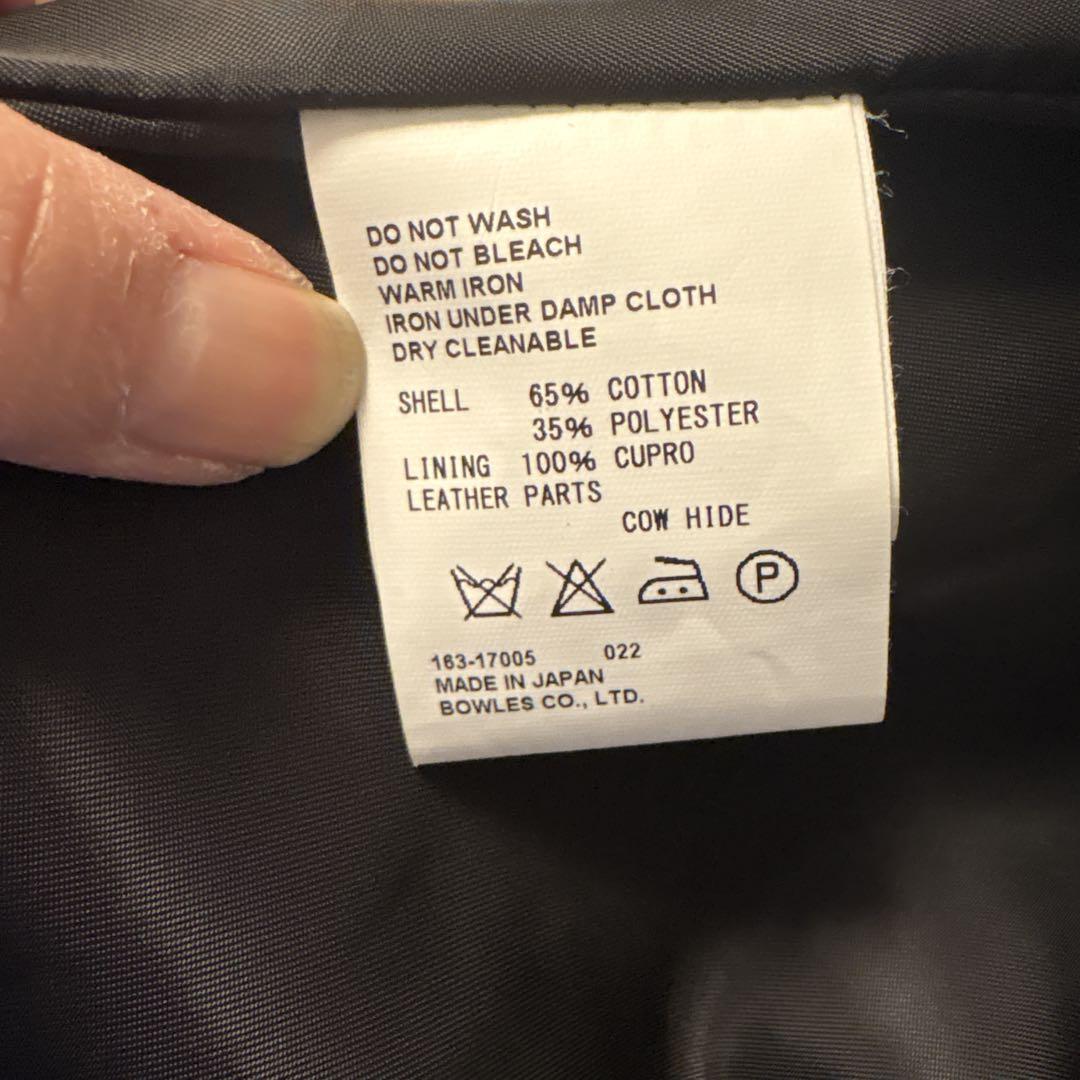 DO NOT WASH
DO NOT BLEACH
WARM IRON
IRON UNDER DAMP CLOTH
DRY CLEANABLE
SHELL 65% COTTON
35% POLYESTER
LINING 100% CUPRO
LEATHER PARTS
COW HIDE
P
163-17005 022
MADE IN JAPAN
BOWLES CO., LTD.